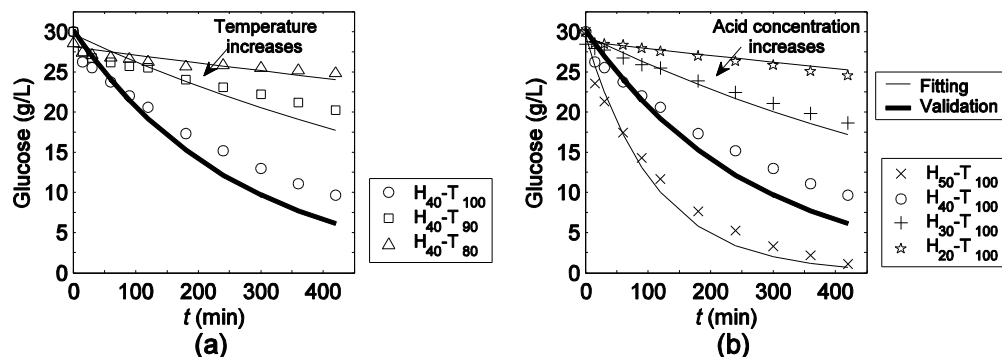 30
25
20
15
10
5
0
Glucose (g/L)
0 100 200 300 400
t (min)
(a)
Temperature
increases
H40-T100
H40-T90
H40-T80
30
25
20
15
10
5
0
Glucose (g/L)
0 100 200 300 400
t (min)
(b)
Acid concentration
increases
Fitting
Validation
H50-T100
H40-T100
H30-T100
H20-T100